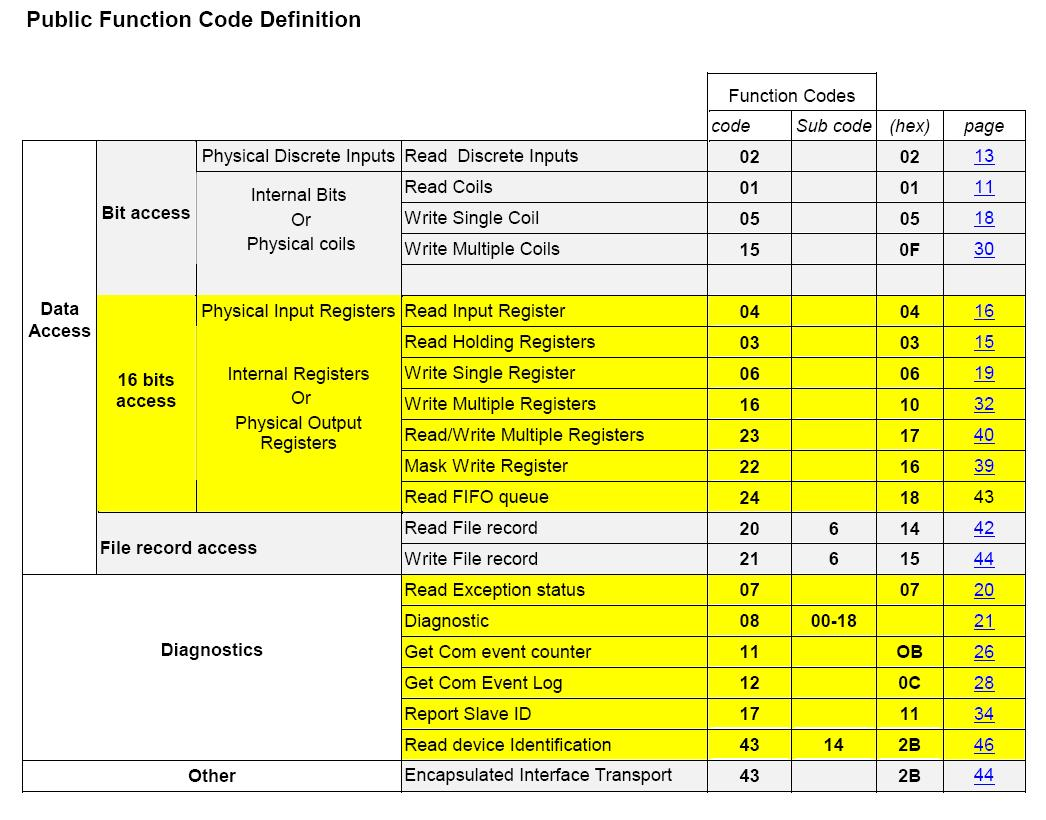 Public Function Code Definition
Function Codes
code Sub code (hex) page
Physical Discrete Inputs Read Discrete Inputs 02 02 13
Bit access
Internal Bits
Or
Physical coils
Read Coils 01 01 11
Write Single Coil 05 05 18
Write Multiple Coils 15 0F 30
Data
Access
Physical Input Registers Read Input Register 04 04 16
16 bits
access
Internal Registers
Or
Physical Output
Registers
Read Holding Registers 03 03 15
Write Single Register 06 06 19
Write Multiple Registers 16 10 32
Read/Write Multiple Registers 23 17 40
Mask Write Register 22 16 39
Read FIFO queue 24 18 43
File record access
Read File record 20 6 14 42
Write File record 21 6 15 44
Diagnostics
Read Exception status 07 07 20
Diagnostic 08 00-18 21
Get Com event counter 11 OB 26
Get Com Event Log 12 0C 28
Report Slave ID 17 11 34
Read device Identification 43 14 2B 46
Other Encapsulated Interface Transport 43 2B 44